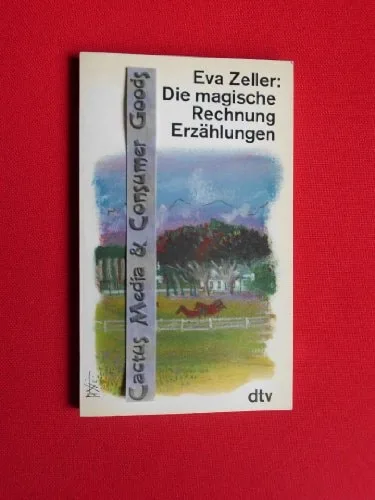 Eva Zeller:
Die magische
Rechnung
Erzählungen
Cactus Media & Consumer Goods
dtv